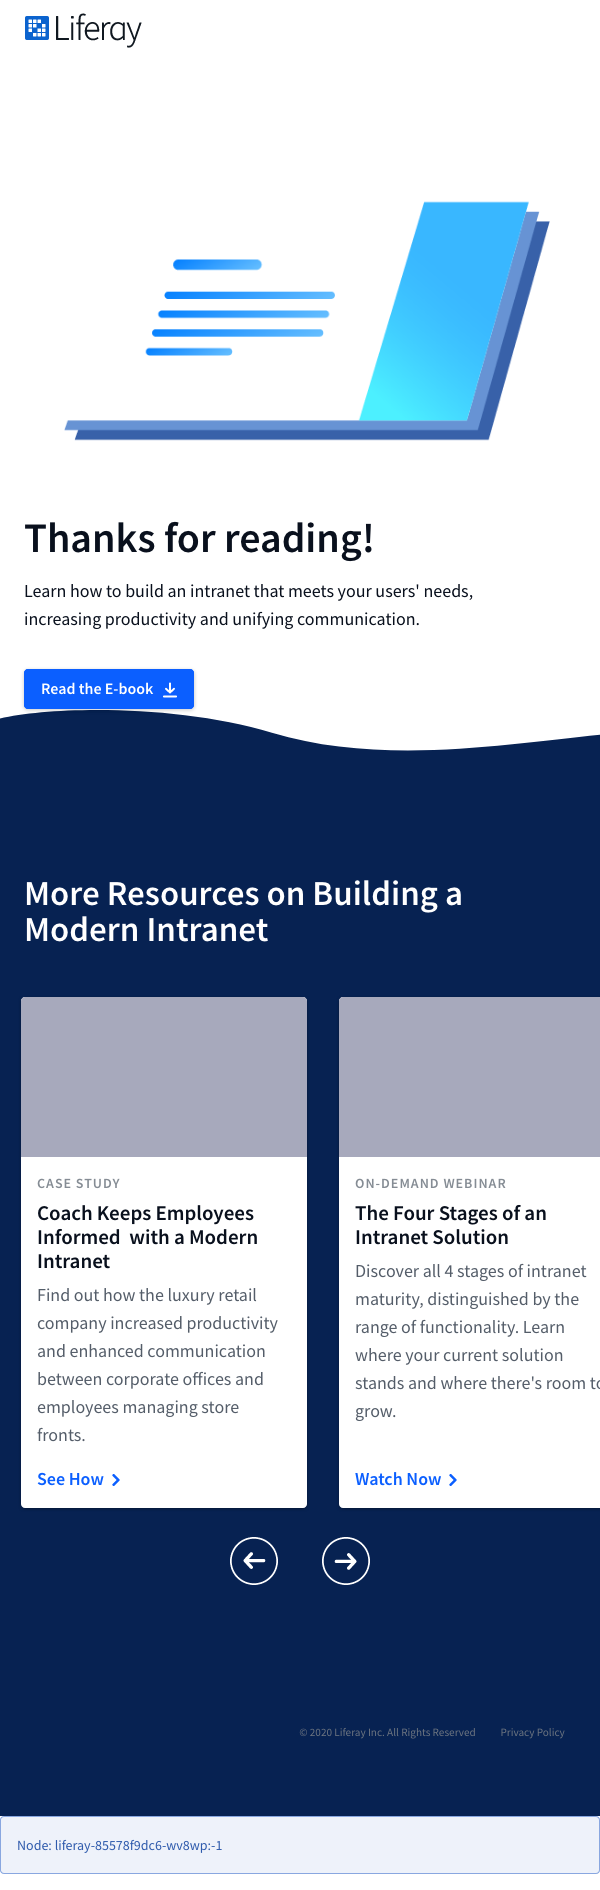 Liferay
Thanks for reading!
Learn how to build an intranet that meets your users' needs,
increasing productivity and unifying communication.
Read the E-book
More Resources on Building a
Modern Intranet
CASE STUDY
Coach Keeps Employees
Informed  with a Modern
Intranet
Find out how the luxury retail
company increased productivity
and enhanced communication
between corporate offices and
employees managing store
fronts.
See How
ON-DEMAND WEBINAR
The Four Stages of an
Intranet Solution
Discover all 4 stages of intranet
maturity, distinguished by the
range of functionality. Learn
where your current solution
stands and where there's room to
grow.
Watch Now
© 2020 Liferay Inc. All Rights Reserved Privacy Policy
Node: liferay-85578f9dc6-wv8wp:-1